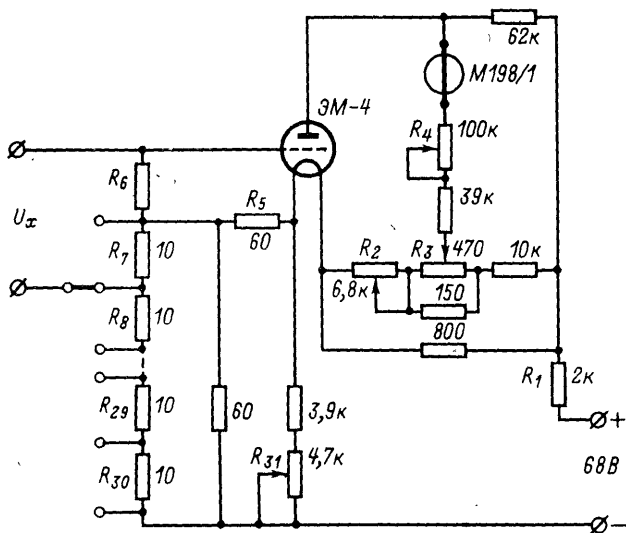 62к
М198/1
ЭМ-4
R4 100к
R6
39к
Ux
R5
60
R7 10
R2 R3 470 10к
6,8к 150
R8 10
800
R1 2к
R29 10
60
3,9к
+
R30 10
R31 4,7к
68В
−